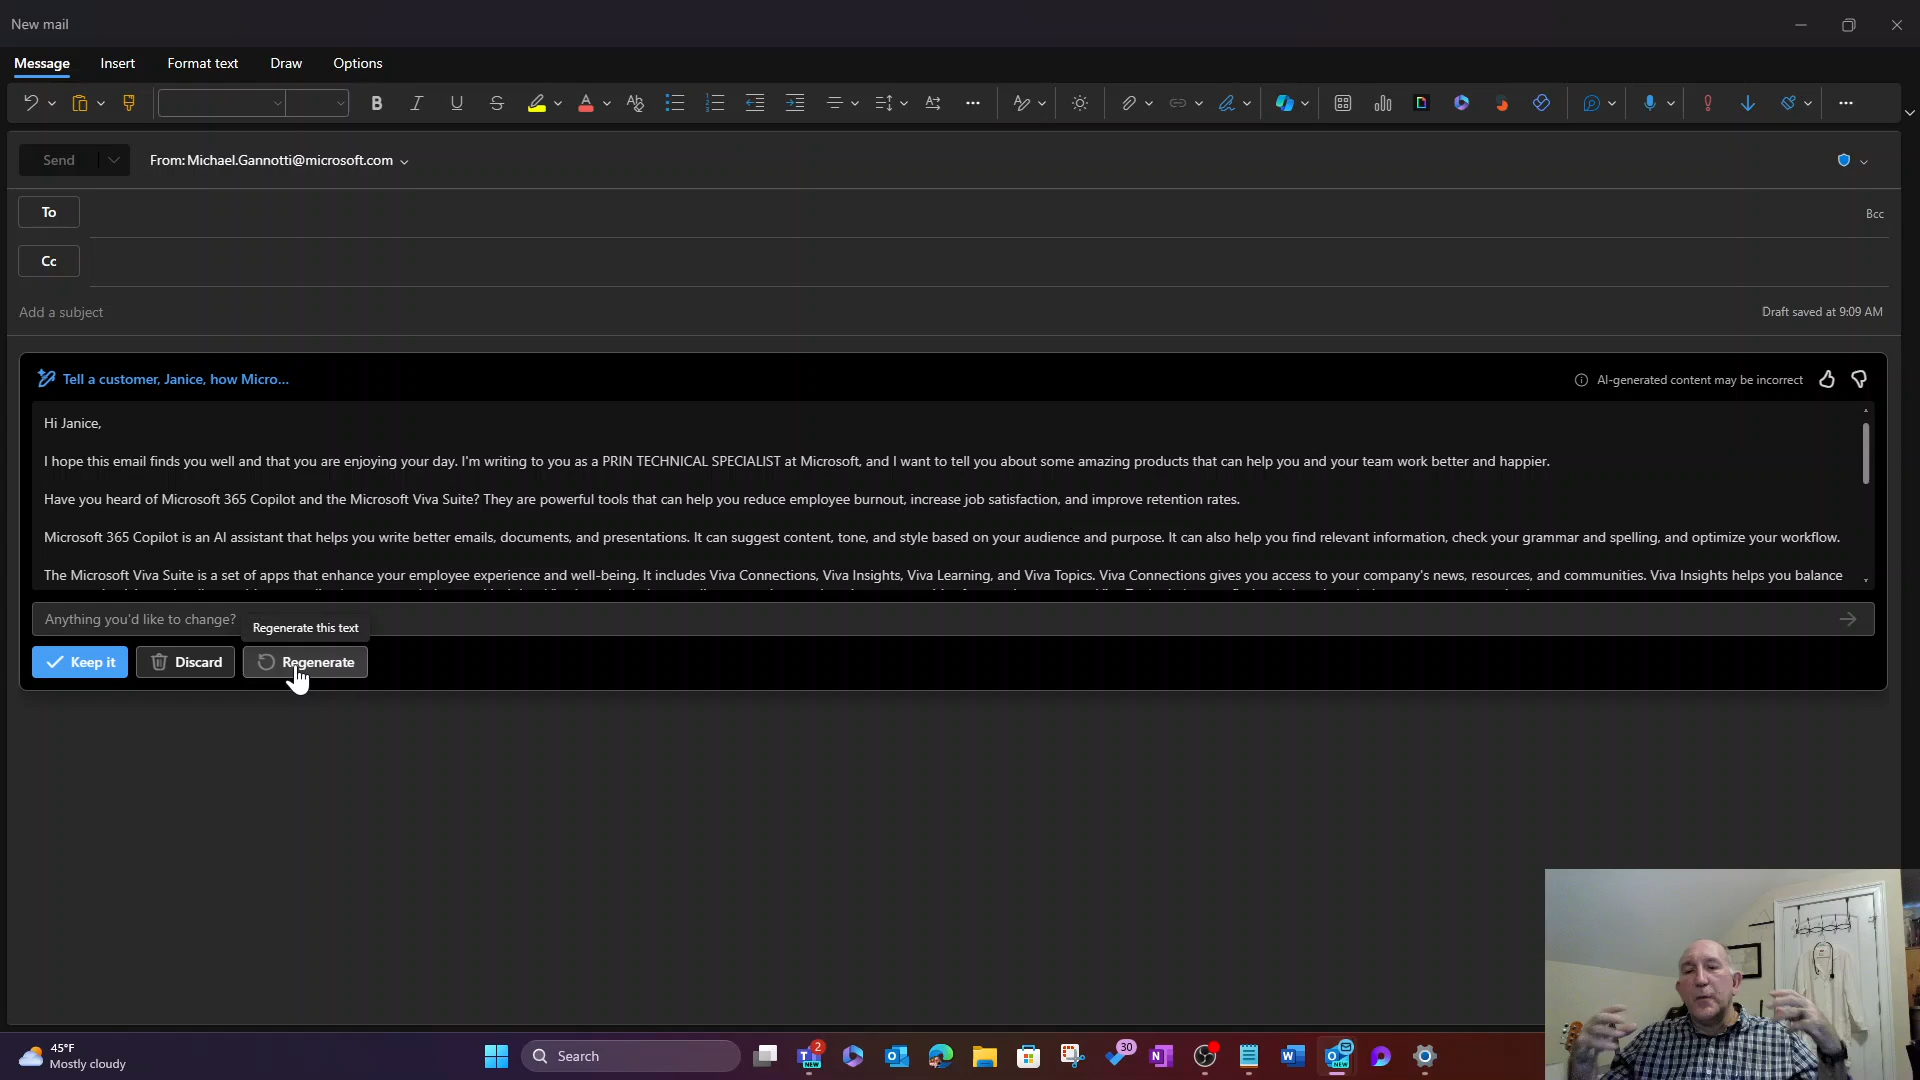 New mail
Message Insert Format text Draw Options
Send From: Michael.Gannotti@microsoft.com
To Bcc
Cc
Add a subject Draft saved at 9:09 AM
Tell a customer, Janice, how Micro... AI-generated content may be incorrect
Hi Janice,
I hope this email finds you well and that you are enjoying your day. I'm writing to you as a PRIN TECHNICAL SPECIALIST at Microsoft, and I want to tell you about some amazing products that can help you and your team work better and happier.
Have you heard of Microsoft 365 Copilot and the Microsoft Viva Suite? They are powerful tools that can help you reduce employee burnout, increase job satisfaction, and improve retention rates.
Microsoft 365 Copilot is an AI assistant that helps you write better emails, documents, and presentations. It can suggest content, tone, and style based on your audience and purpose. It can also help you find relevant information, check your grammar and spelling, and optimize your workflow.
The Microsoft Viva Suite is a set of apps that enhance your employee experience and well-being. It includes Viva Connections, Viva Insights, Viva Learning, and Viva Topics. Viva Connections gives you access to your company's news, resources, and communities. Viva Insights helps you balance
Anything you'd like to change? Regenerate this text
Keep it Discard Regenerate
45°F
Mostly cloudy
Search
2
NEW
30
NEW